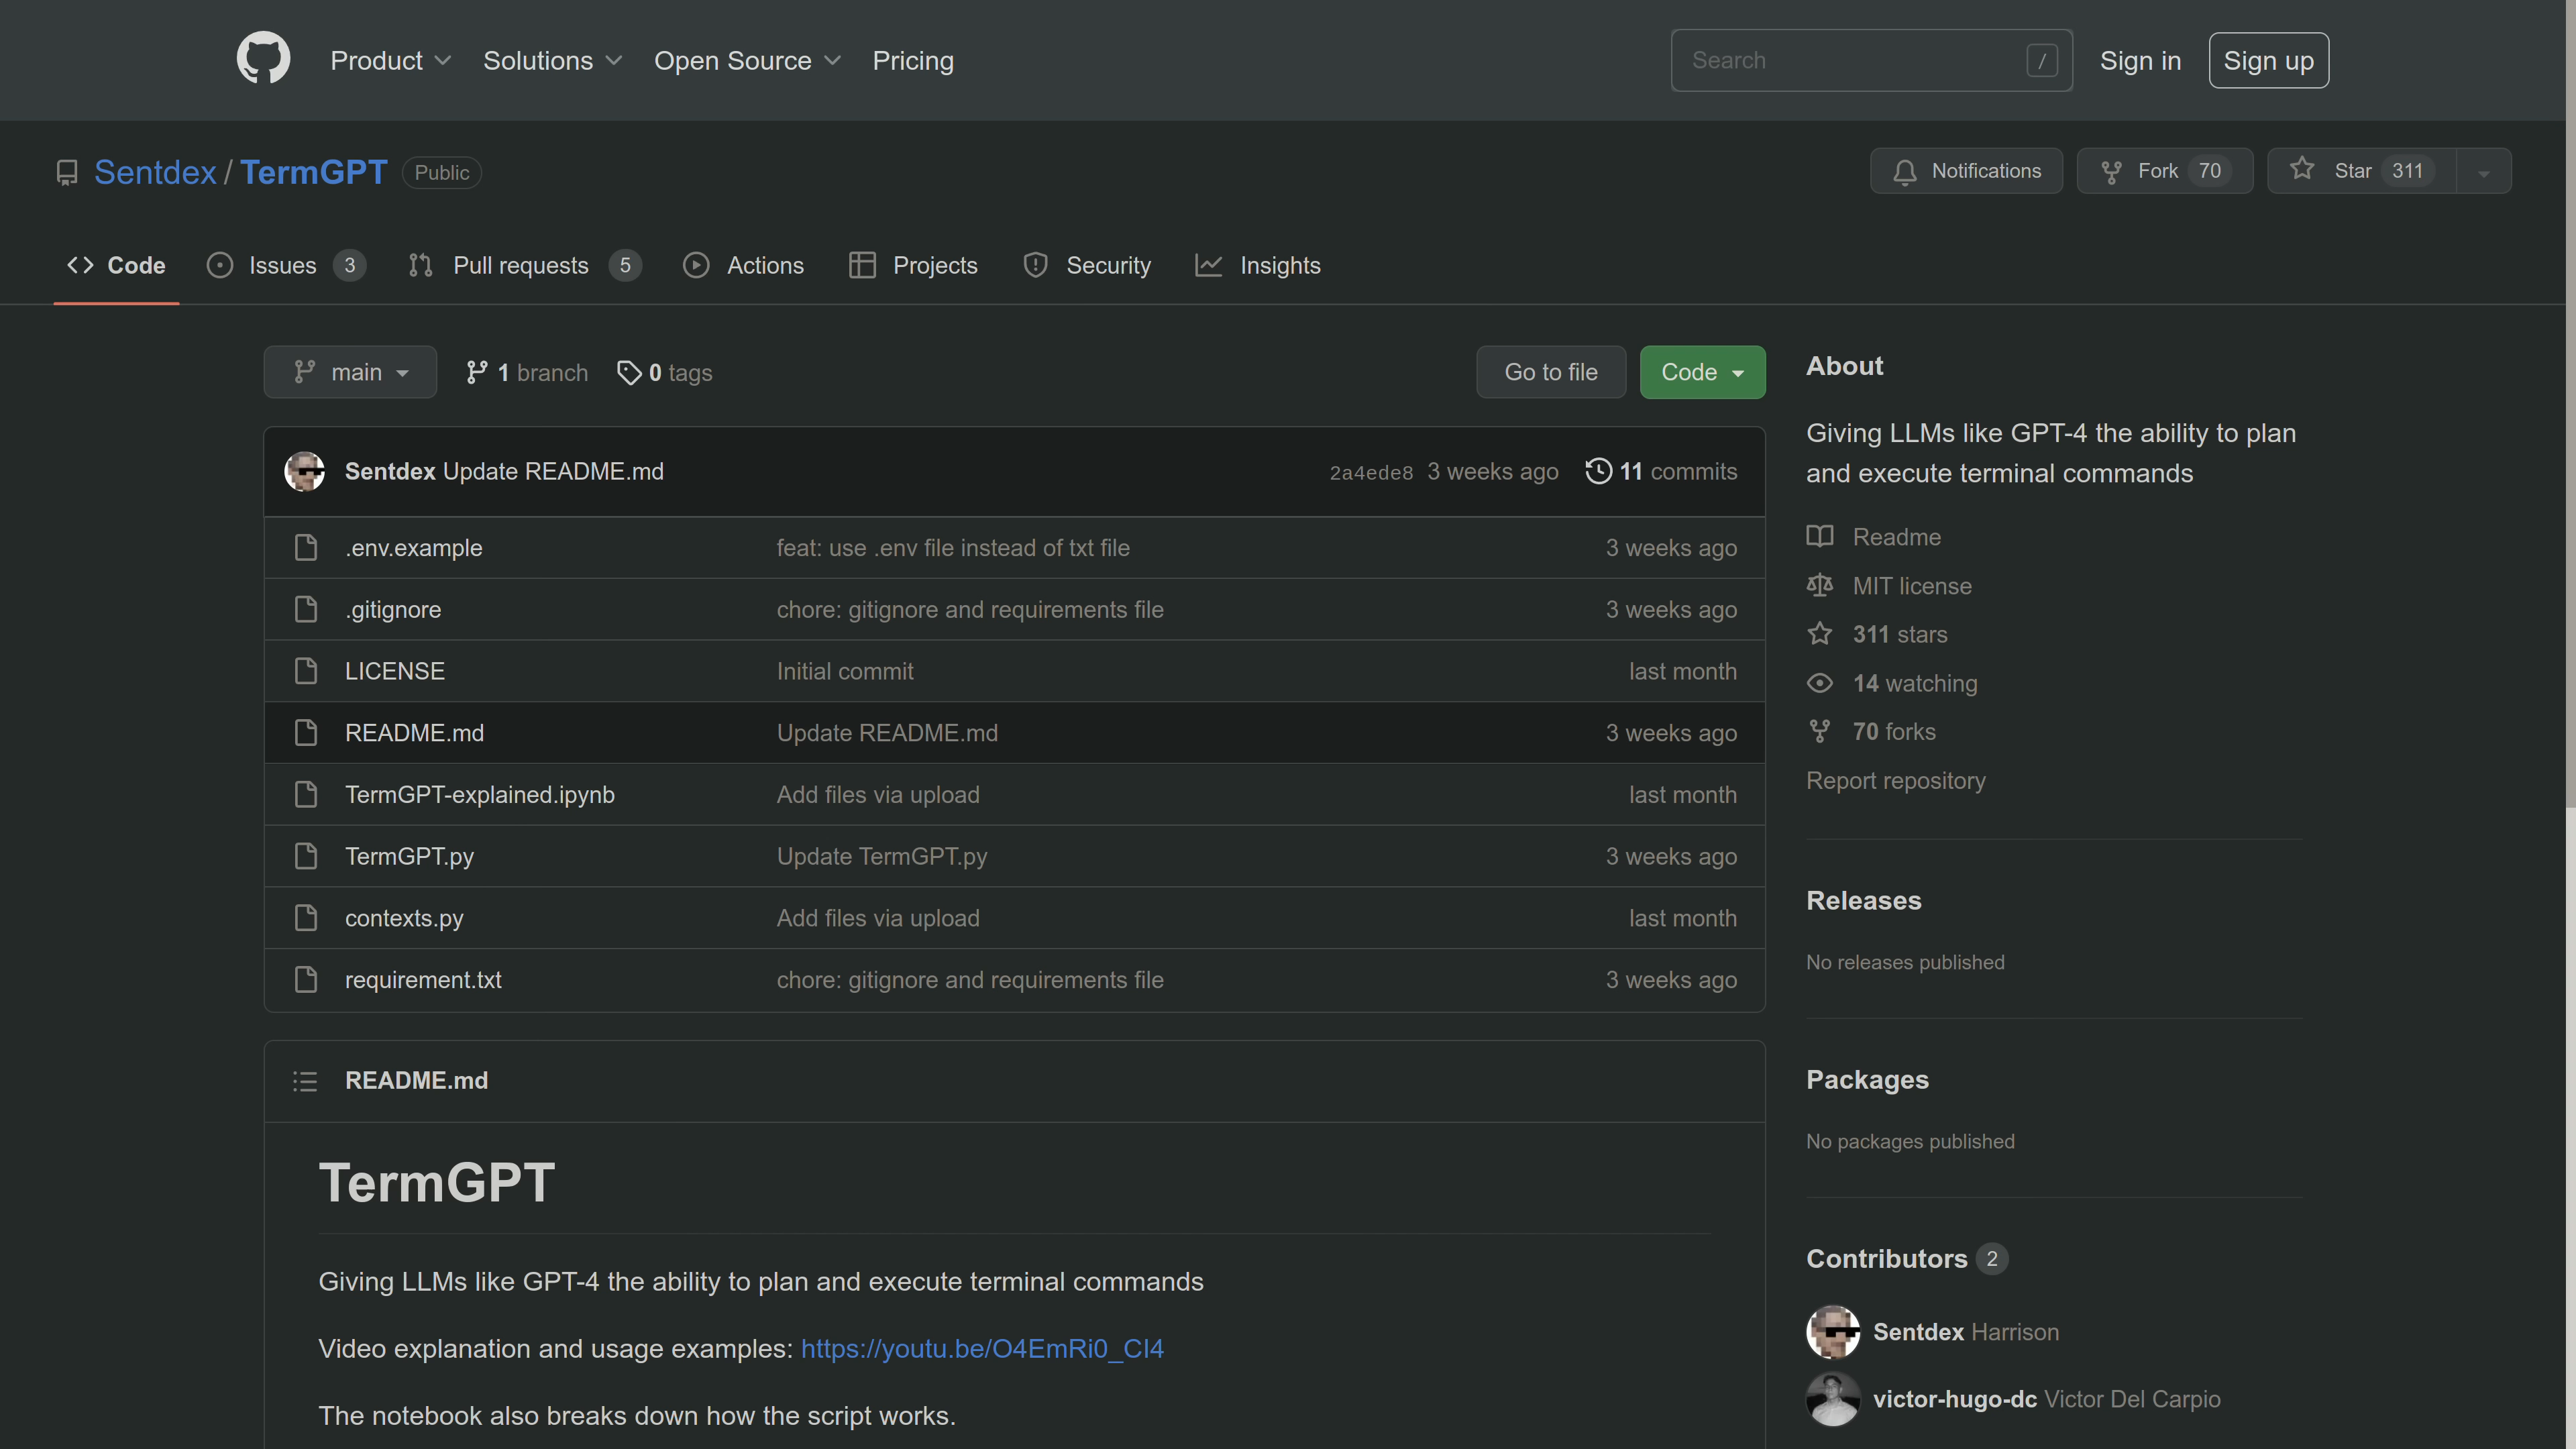 Product Solutions Open Source Pricing Search / Sign in Sign up
Sentdex / TermGPT Public Notifications Fork 70 Star 311
Code Issues 3 Pull requests 5 Actions Projects Security Insights
main 1 branch 0 tags Go to file Code
Sentdex Update README.md 2a4ede8 3 weeks ago 11 commits
.env.example feat: use .env file instead of txt file 3 weeks ago
.gitignore chore: gitignore and requirements file 3 weeks ago
LICENSE Initial commit last month
README.md Update README.md 3 weeks ago
TermGPT-explained.ipynb Add files via upload last month
TermGPT.py Update TermGPT.py 3 weeks ago
contexts.py Add files via upload last month
requirement.txt chore: gitignore and requirements file 3 weeks ago
README.md
TermGPT
Giving LLMs like GPT-4 the ability to plan and execute terminal commands
Video explanation and usage examples: https://youtu.be/O4EmRi0_CI4
The notebook also breaks down how the script works.
About
Giving LLMs like GPT-4 the ability to plan
and execute terminal commands
Readme
MIT license
311 stars
14 watching
70 forks
Report repository
Releases
No releases published
Packages
No packages published
Contributors 2
Sentdex Harrison
victor-hugo-dc Victor Del Carpio